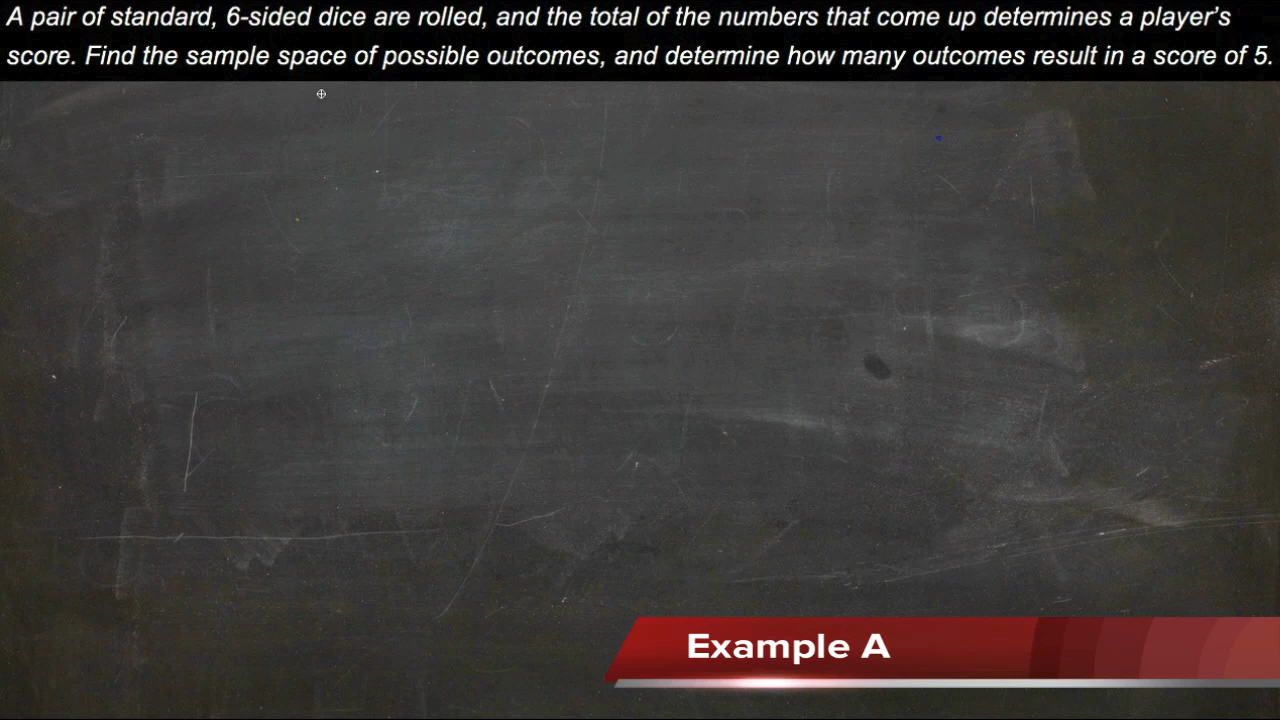 A pair of standard, 6-sided dice are rolled, and the total of the numbers that come up determines a player’s
score. Find the sample space of possible outcomes, and determine how many outcomes result in a score of 5.
Example A